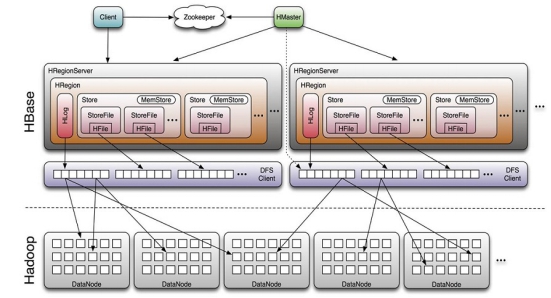 Client
Zookeeper
HMaster
HBase
HRegionServer
HRegion
HLog
Store
MemStore
StoreFile
HFile
StoreFile
HFile
...
Store
MemStore
StoreFile
HFile
...
...
DFS
Client
...
HRegionServer
HRegion
HLog
Store
MemStore
StoreFile
HFile
StoreFile
HFile
...
Store
MemStore
StoreFile
HFile
...
...
DFS
Client
...
...
Hadoop
DataNode
DataNode
DataNode
DataNode
DataNode
...